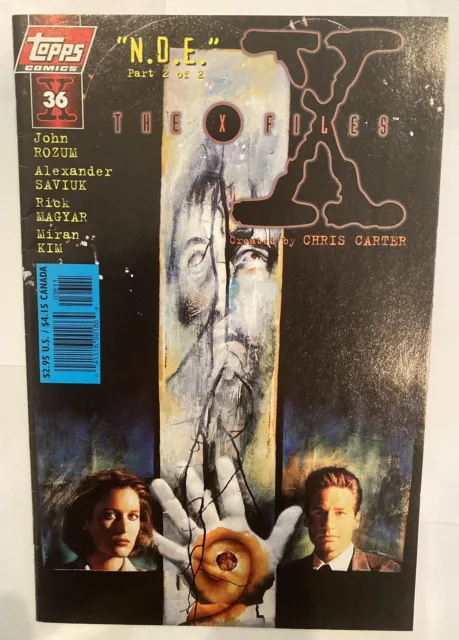 Topps
COMICS
X
36
"N.D.E."
Part 2 of 2
X
THE X FILES
John
ROZUM
Alexander
SAVIUK
Rick
MAGYAR
Miran
KIM
Created by CHRIS CARTER
$2.95 U.S. / $4.15 CANADA
03611